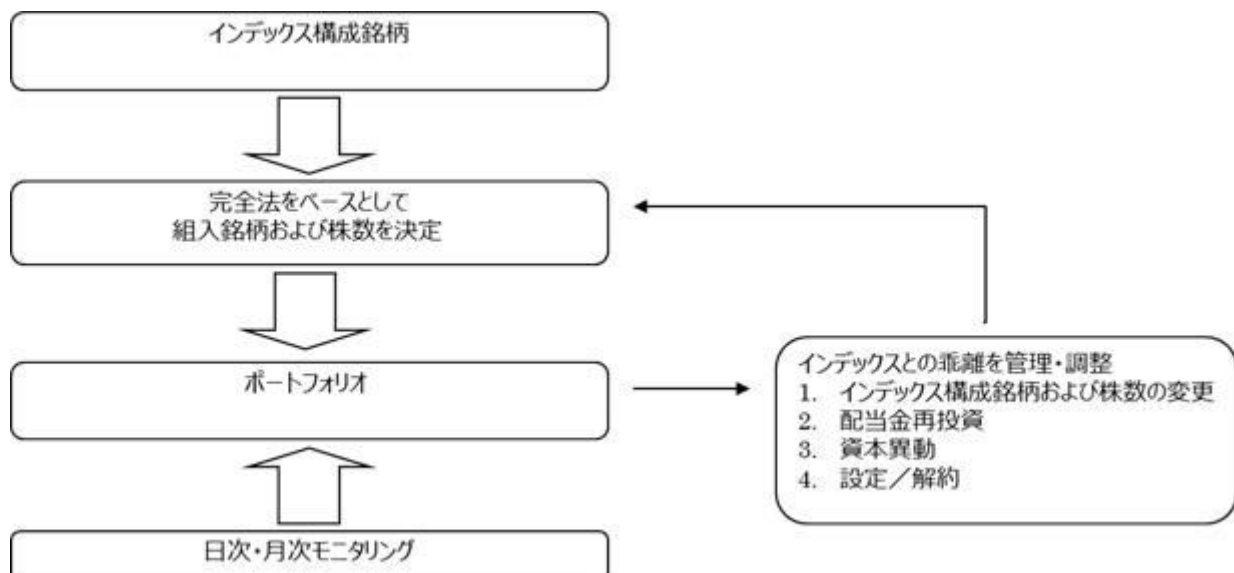 インデックス構成銘柄
完全法をベースとして
組入銘柄および株数を決定
ポートフォリオ
インデックスとの乖離を管理・調整
1. インデックス構成銘柄および株数の変更
2. 配当金再投資
3. 資本異動
4. 設定／解約
日次・月次モニタリング